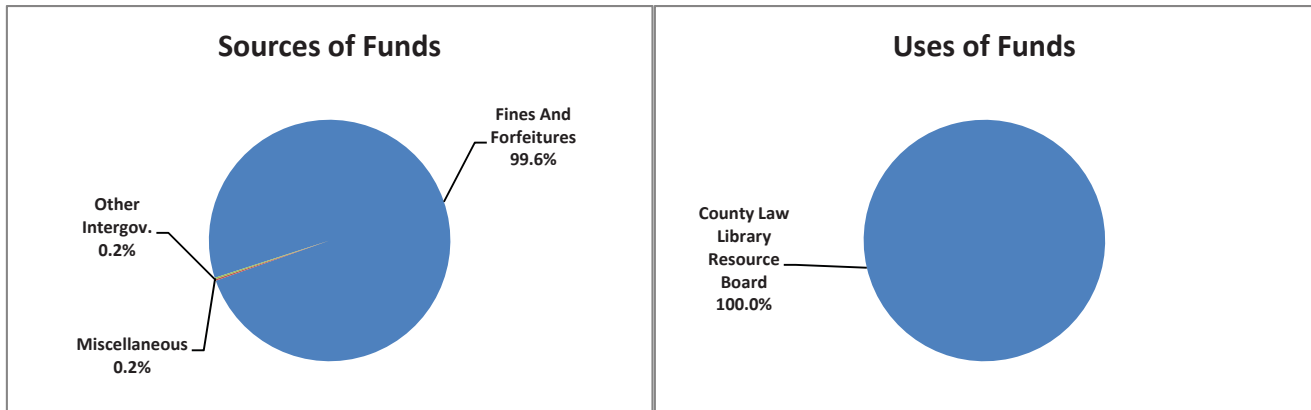 Sources of Funds
Fines And
Forfeitures
99.6%
Other
Intergov.
0.2%
Miscellaneous
0.2%
Uses of Funds
County Law
Library
Resource
Board
100.0%